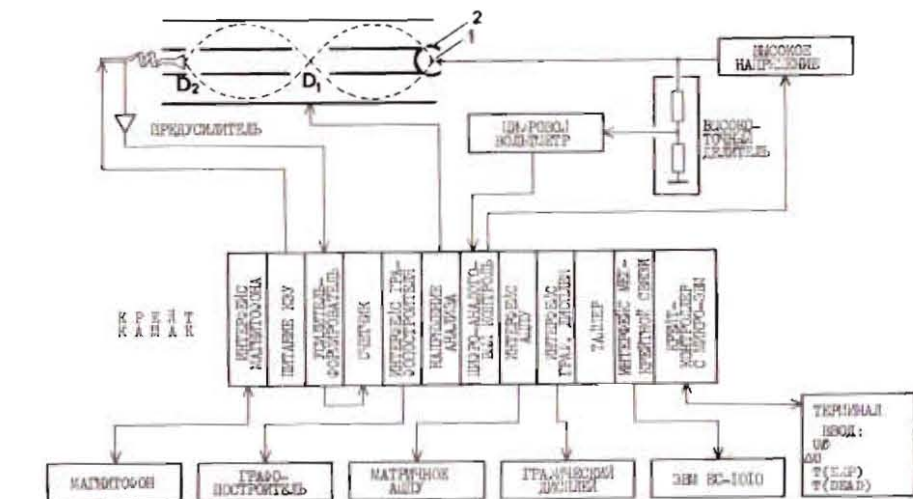 2
1
D₂
D₁
ПРЕДУСИЛИТЕЛЬ
ЦИФРОВОЙ
ВОЛЬТМЕТР
ВЫСОКОЕ
НАПРЯЖЕНИЕ
ВЫСОКО-
ТОЧНЫЙ
ДЕЛИТЕЛЬ
КРЕЙТ
КАМАК
ИНТЕРФЕЙС
МАГНИТОФОНА
ПИТАНИЕ КЭУ
УСИЛИТЕЛЬ-
ФОРМИРОВАТЕЛЬ
СЧЕТЧИК
ИНТЕРФЕЙС ГРА-
ФОПОСТРОИТЕЛЯ
НАПРЯЖЕНИЕ
АНАЛИЗА
ЦИФРО-АНАЛОГО-
ВЫЙ КОНТРОЛЬ
ИНТЕРФЕЙС
АЦПУ
ИНТЕРФЕЙС
ГРАФ. ДИСПЛЕЯ
ТАЙМЕР
ИНТЕРФЕЙС МЕЖ-
КРЕЙТНОЙ СВЯЗИ
КРЕЙТ-
КОНТРОЛЛЕР
С МИКРО-ЭВМ
МАГНИТОФОН
ГРАФО-
ПОСТРОИТЕЛЬ
МАТРИЧНОЕ
АЦПУ
ГРАФИЧЕСКИЙ
ДИСПЛЕЙ
ЭВМ ЕС-1010
ТЕРМИНАЛ
ВВОД:
U0
ΔU
T(EXP)
T(DEAD)